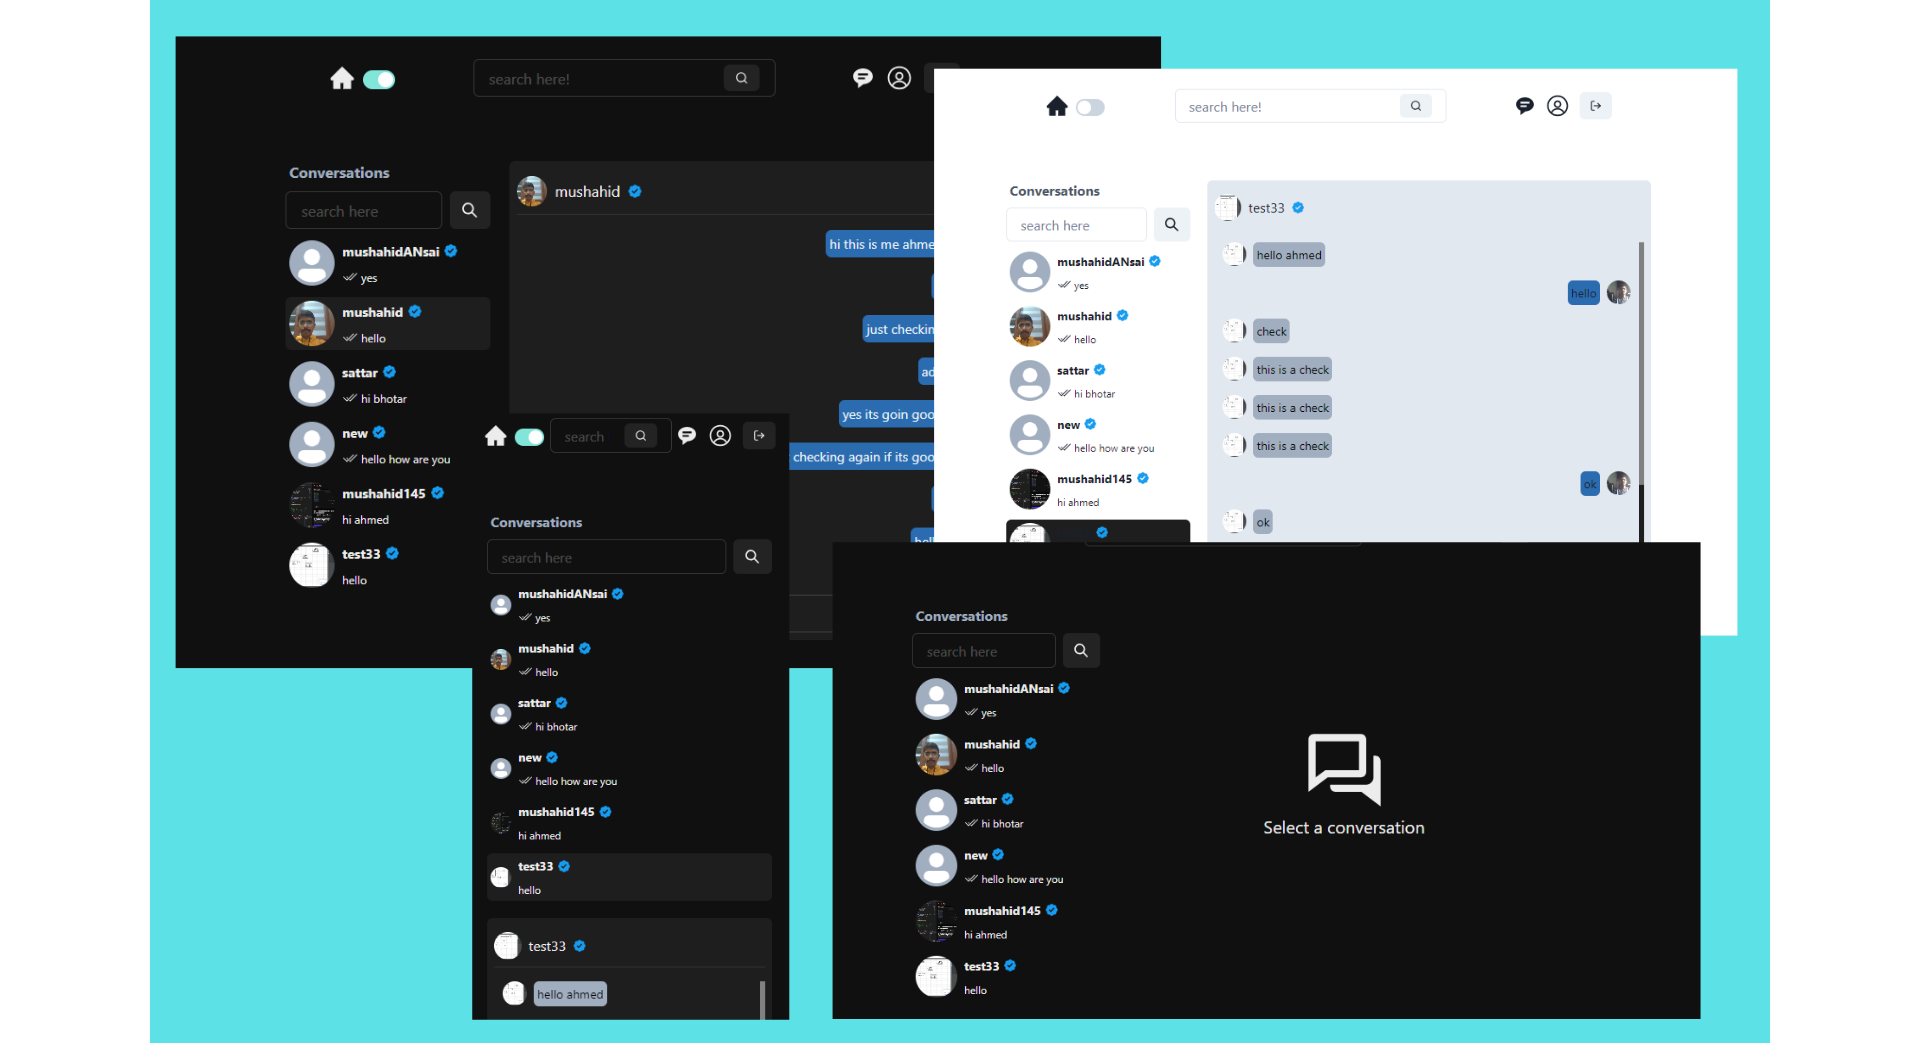 search here!
Conversations
search here
mushahidANsai
yes
mushahid
hello
sattar
hi bhotar
new
hello how are you
mushahid145
hi ahmed
test33
hello
mushahid
hi this is me ahme
just checkin
ad
yes its goin goo
checking again if its goo
hell
search here!
Conversations
search here
mushahidANsai
yes
mushahid
hello
sattar
hi bhotar
new
hello how are you
mushahid145
hi ahmed
test33
hello ahmed
hello
check
this is a check
this is a check
this is a check
ok
ok
search
Conversations
search here
mushahidANsai
yes
mushahid
hello
sattar
hi bhotar
new
hello how are you
mushahid145
hi ahmed
test33
hello
test33
hello ahmed
Conversations
search here
mushahidANsai
yes
mushahid
hello
sattar
hi bhotar
new
hello how are you
mushahid145
hi ahmed
test33
hello
Select a conversation